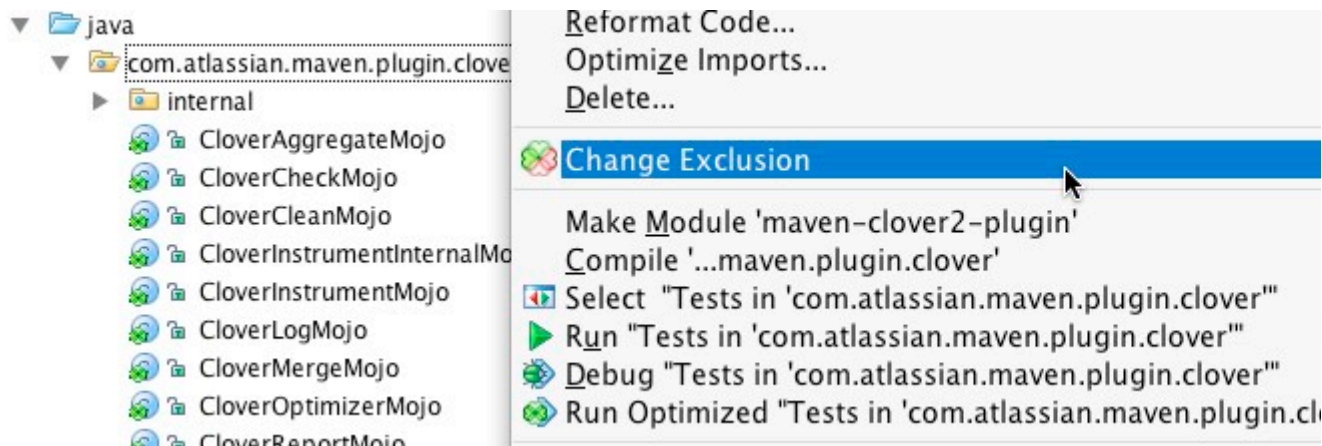 java
com.atlassian.maven.plugin.clove
internal
CloverAggregateMojo
CloverCheckMojo
CloverCleanMojo
CloverInstrumentInternalMo
CloverInstrumentMojo
CloverLogMojo
CloverMergeMojo
CloverOptimizerMojo
CloverReportMojo
Reformat Code...
Optimize Imports...
Delete...
Change Exclusion
Make Module 'maven-clover2-plugin'
Compile '...maven.plugin.clover'
Select "Tests in 'com.atlassian.maven.plugin.clover'"
Run "Tests in 'com.atlassian.maven.plugin.clover'"
Debug "Tests in 'com.atlassian.maven.plugin.clover'"
Run Optimized "Tests in 'com.atlassian.maven.plugin.cl